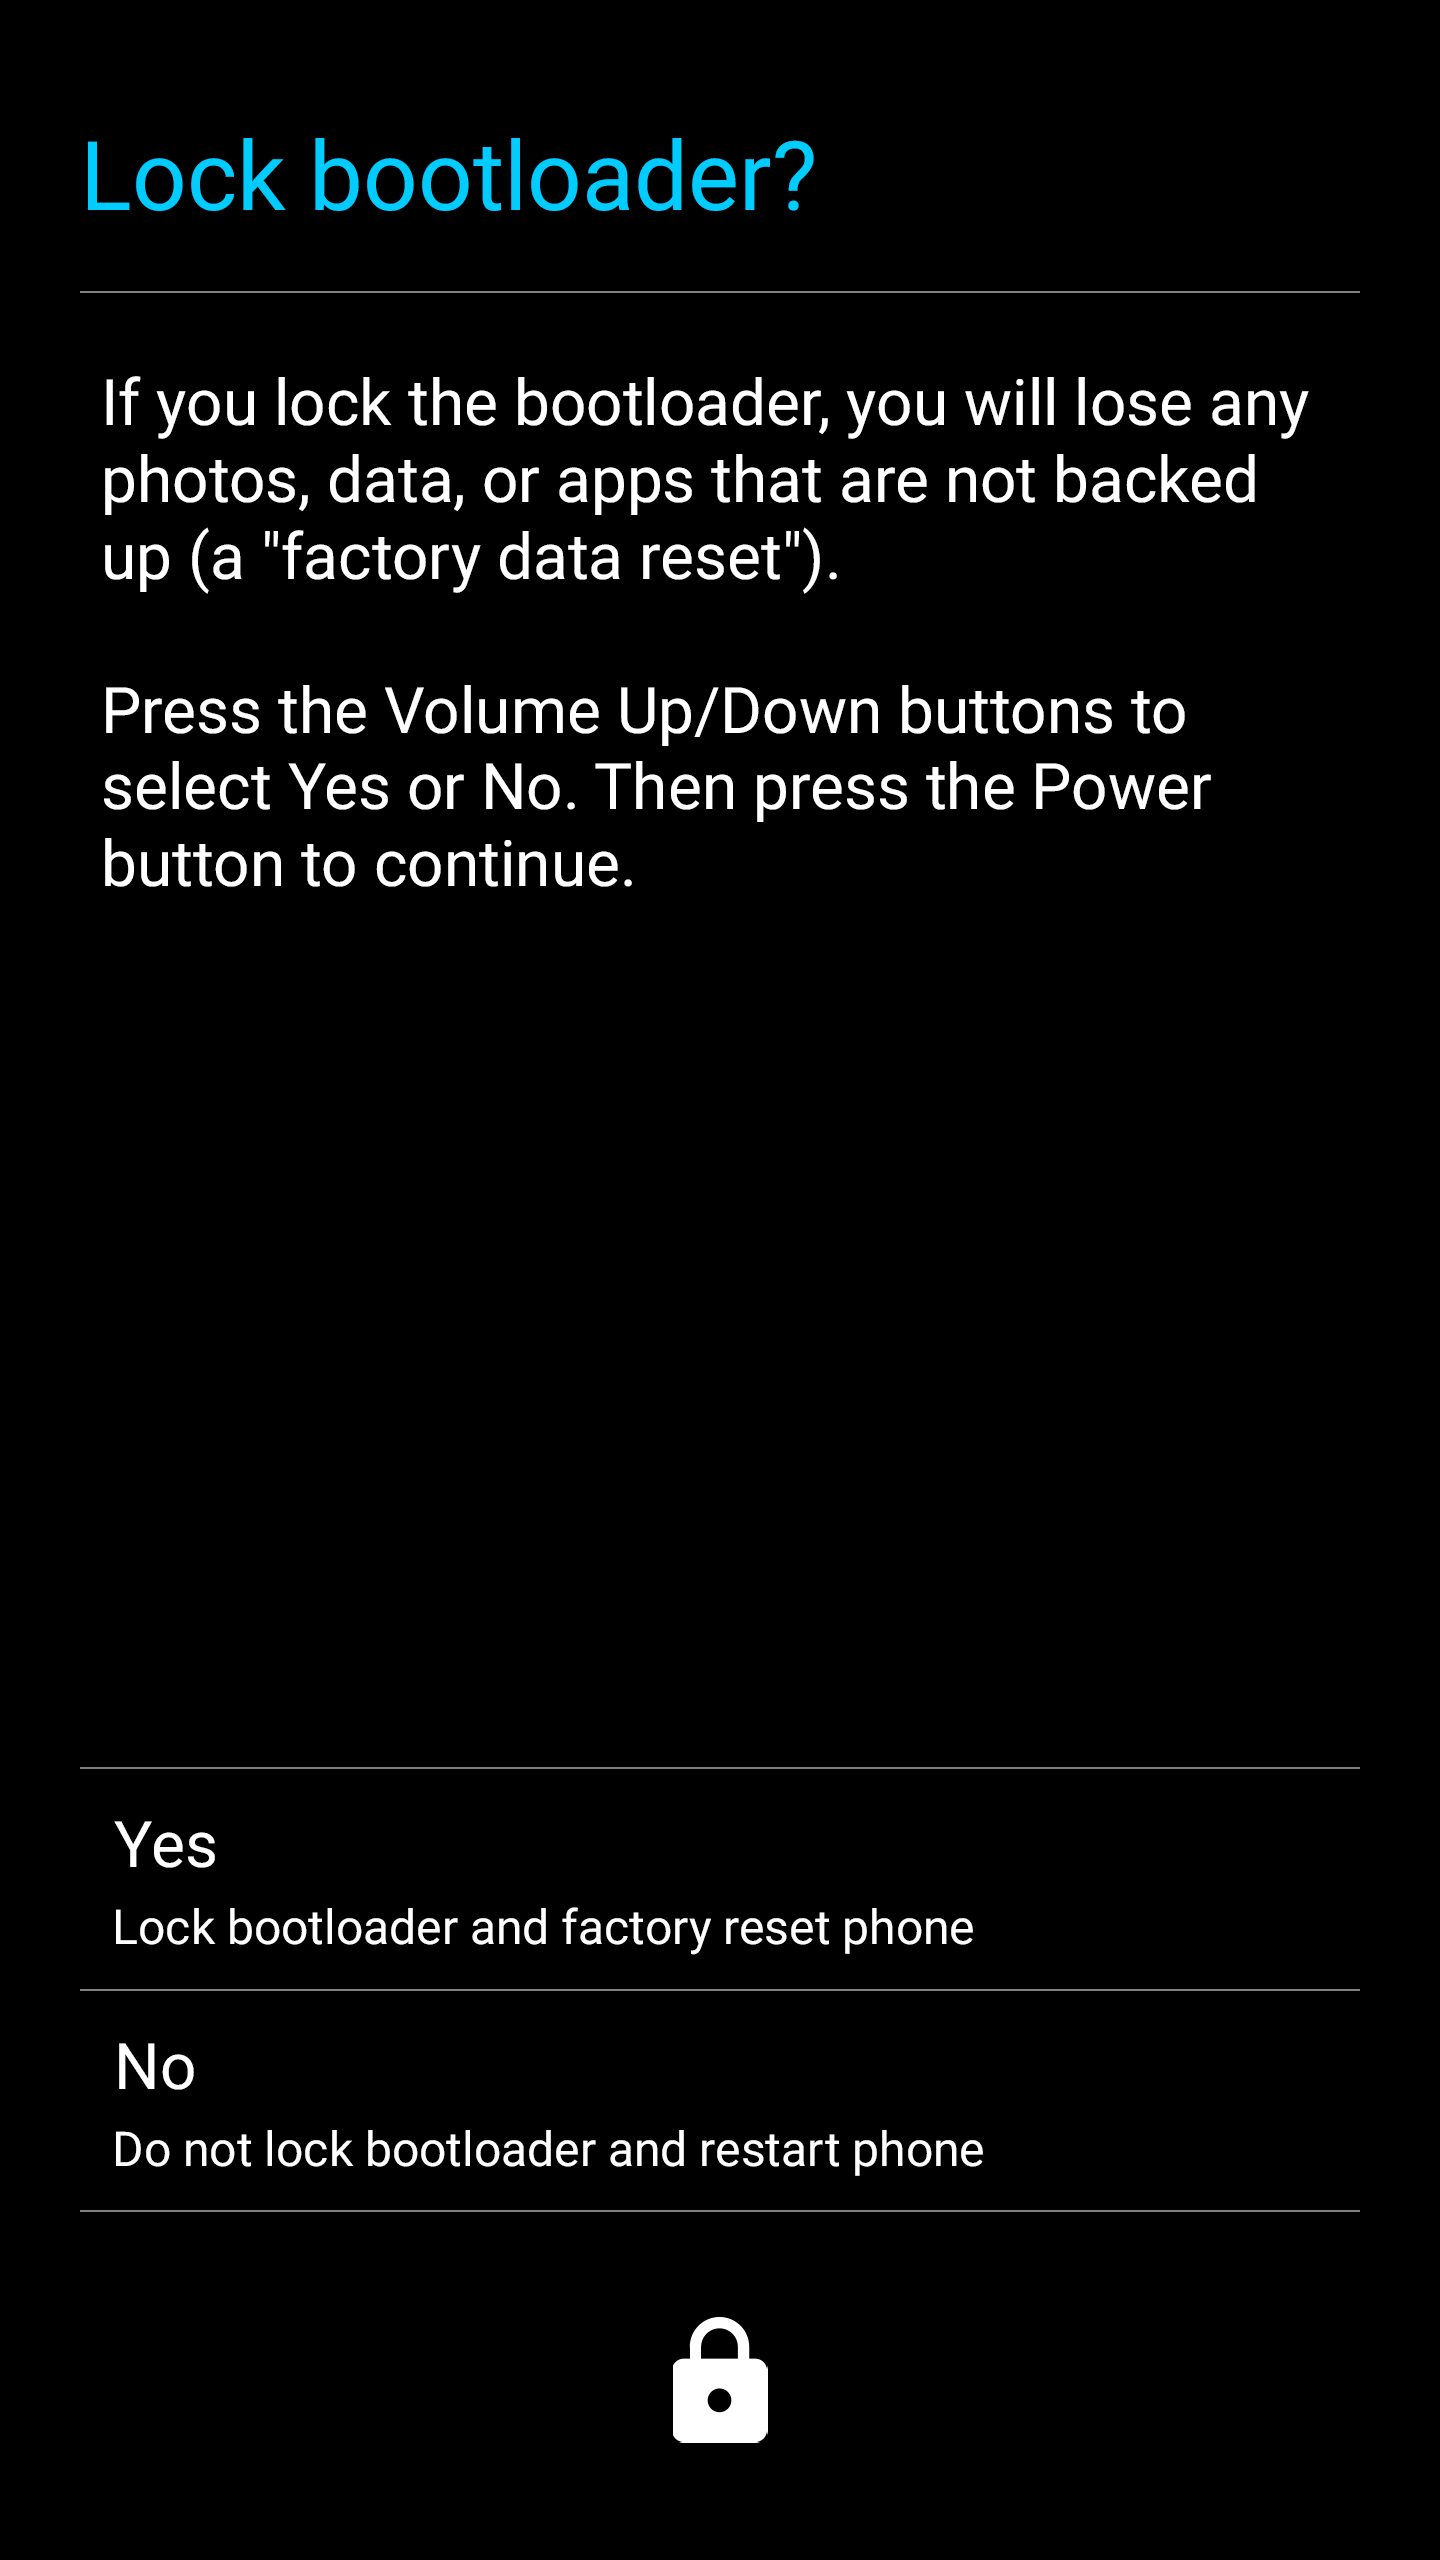 Lock bootloader?
If you lock the bootloader, you will lose any
photos, data, or apps that are not backed
up (a "factory data reset").
Press the Volume Up/Down buttons to
select Yes or No. Then press the Power
button to continue.
Yes
Lock bootloader and factory reset phone
No
Do not lock bootloader and restart phone